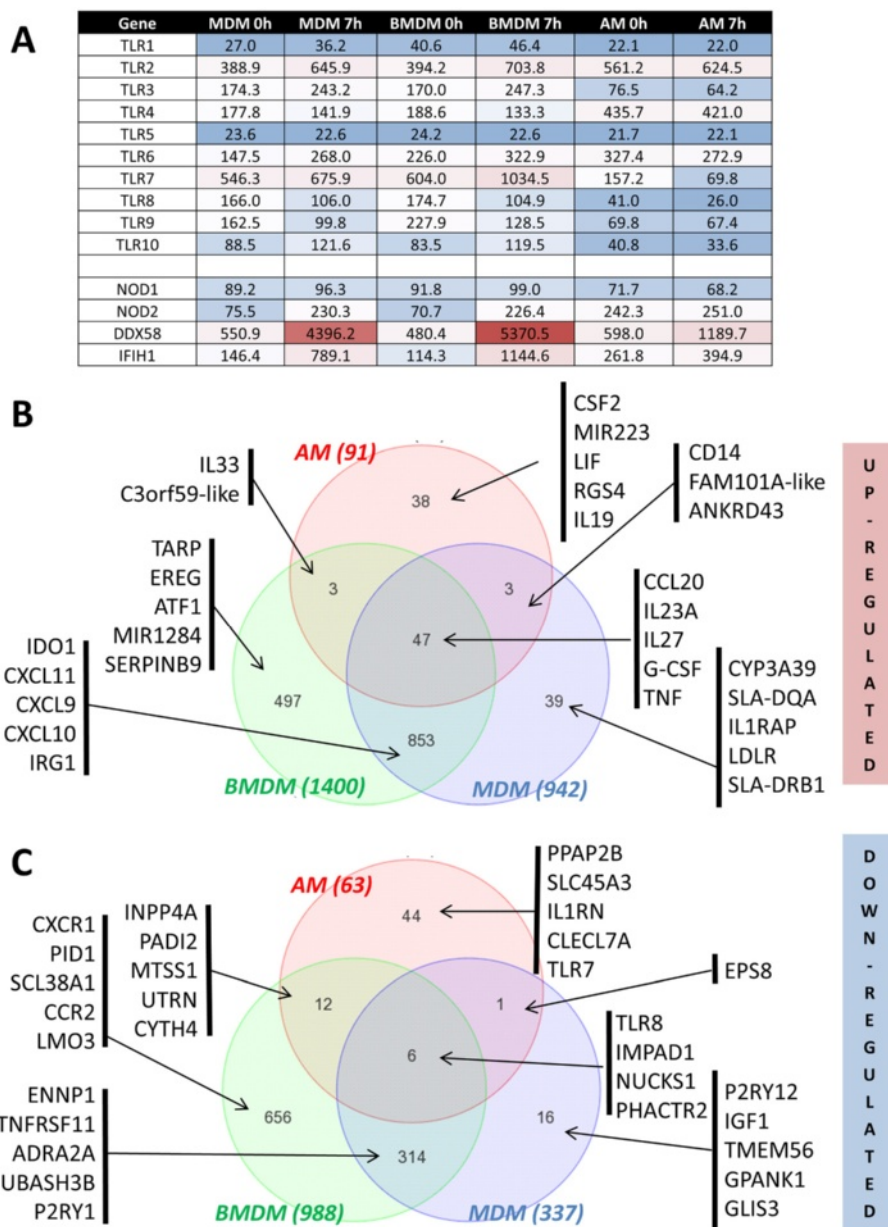 A
Gene MDM 0h MDM 7h BMDM 0h BMDM 7h AM 0h AM 7h
TLR1 27.0 36.2 40.6 46.4 22.1 22.0
TLR2 388.9 645.9 394.2 703.8 561.2 624.5
TLR3 174.3 243.2 170.0 247.3 76.5 64.2
TLR4 177.8 141.9 188.6 133.3 435.7 421.0
TLR5 23.6 22.6 24.2 22.6 21.7 22.1
TLR6 147.5 268.0 226.0 322.9 327.4 272.9
TLR7 546.3 675.9 604.0 1034.5 157.2 69.8
TLR8 166.0 106.0 174.7 104.9 41.0 26.0
TLR9 162.5 99.8 227.9 128.5 69.8 67.4
TLR10 88.5 121.6 83.5 119.5 40.8 33.6
NOD1 89.2 96.3 91.8 99.0 71.7 68.2
NOD2 75.5 230.3 70.7 226.4 242.3 251.0
DDX58 550.9 4396.2 480.4 5370.5 598.0 1189.7
IFIH1 146.4 789.1 114.3 1144.6 261.8 394.9
B
AM (91)
BMDM (1400)
MDM (942)
38
3
3
47
497
39
853
IL33
C3orf59-like
TARP
EREG
ATF1
MIR1284
SERPINB9
IDO1
CXCL11
CXCL9
CXCL10
IRG1
CSF2
MIR223
LIF
RGS4
IL19
CD14
FAM101A-like
ANKRD43
CCL20
IL23A
IL27
G-CSF
TNF
CYP3A39
SLA-DQA
IL1RAP
LDLR
SLA-DRB1
UP-REGULATED
C
AM (63)
BMDM (988)
MDM (337)
44
12
1
6
656
16
314
CXCR1
PID1
SCL38A1
CCR2
LMO3
INPP4A
PADI2
MTSS1
UTRN
CYTH4
ENNP1
TNFRSF11
ADRA2A
UBASH3B
P2RY1
PPAP2B
SLC45A3
IL1RN
CLECL7A
TLR7
EPS8
TLR8
IMPAD1
NUCKS1
PHACTR2
P2RY12
IGF1
TMEM56
GPANK1
GLIS3
DOWN-REGULATED